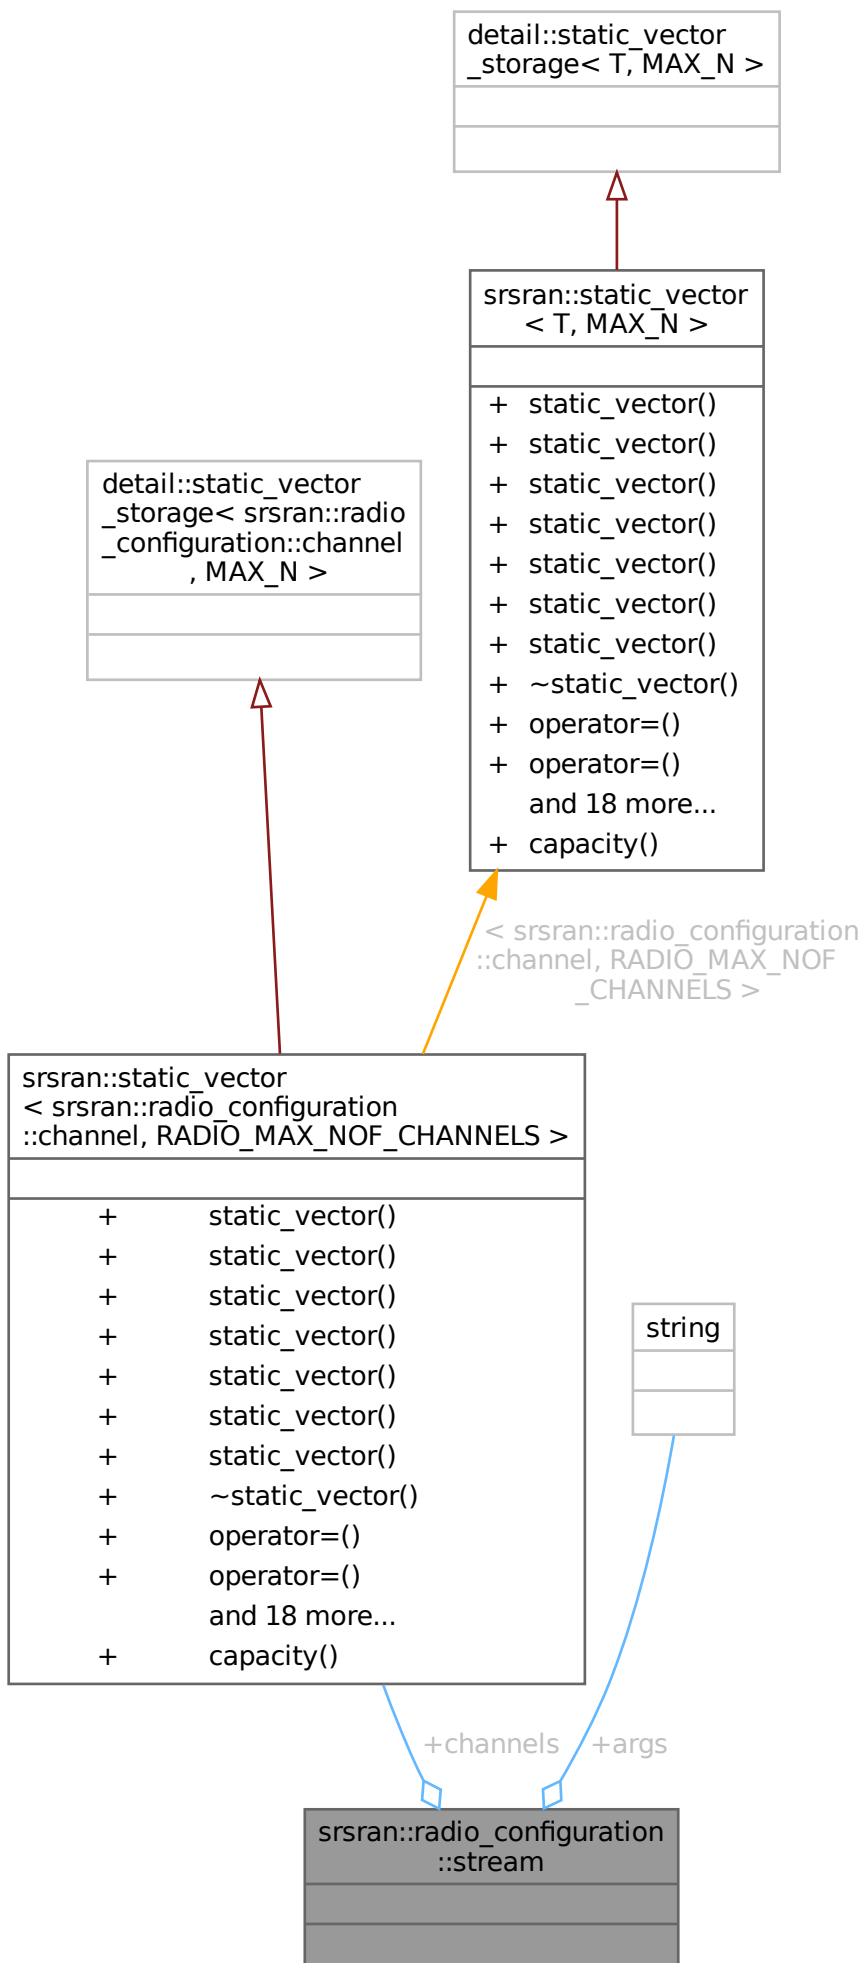 detail::static_vector
_storage< T, MAX_N >
srsran::static_vector
< T, MAX_N >
+ static_vector()
+ static_vector()
+ static_vector()
+ static_vector()
+ static_vector()
+ static_vector()
+ static_vector()
+ ~static_vector()
+ operator=()
+ operator=()
and 18 more...
+ capacity()
detail::static_vector
_storage< srsran::radio
_configuration::channel
, MAX_N >
< srsran::radio_configuration
::channel, RADIO_MAX_NOF
_CHANNELS >
srsran::static_vector
< srsran::radio_configuration
::channel, RADIO_MAX_NOF_CHANNELS >
+ static_vector()
+ static_vector()
+ static_vector()
+ static_vector()
+ static_vector()
+ static_vector()
+ static_vector()
+ ~static_vector()
+ operator=()
+ operator=()
and 18 more...
+ capacity()
string
+channels
+args
srsran::radio_configuration
::stream